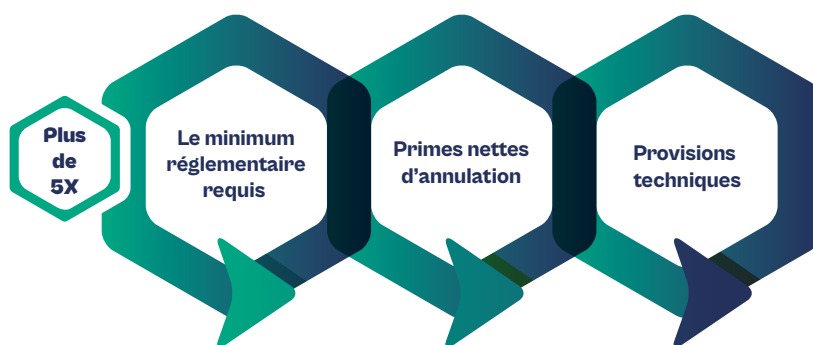 Plus
de
5X
Le minimum
réglementaire
requis
Primes nettes
d’annulation
Provisions
techniques